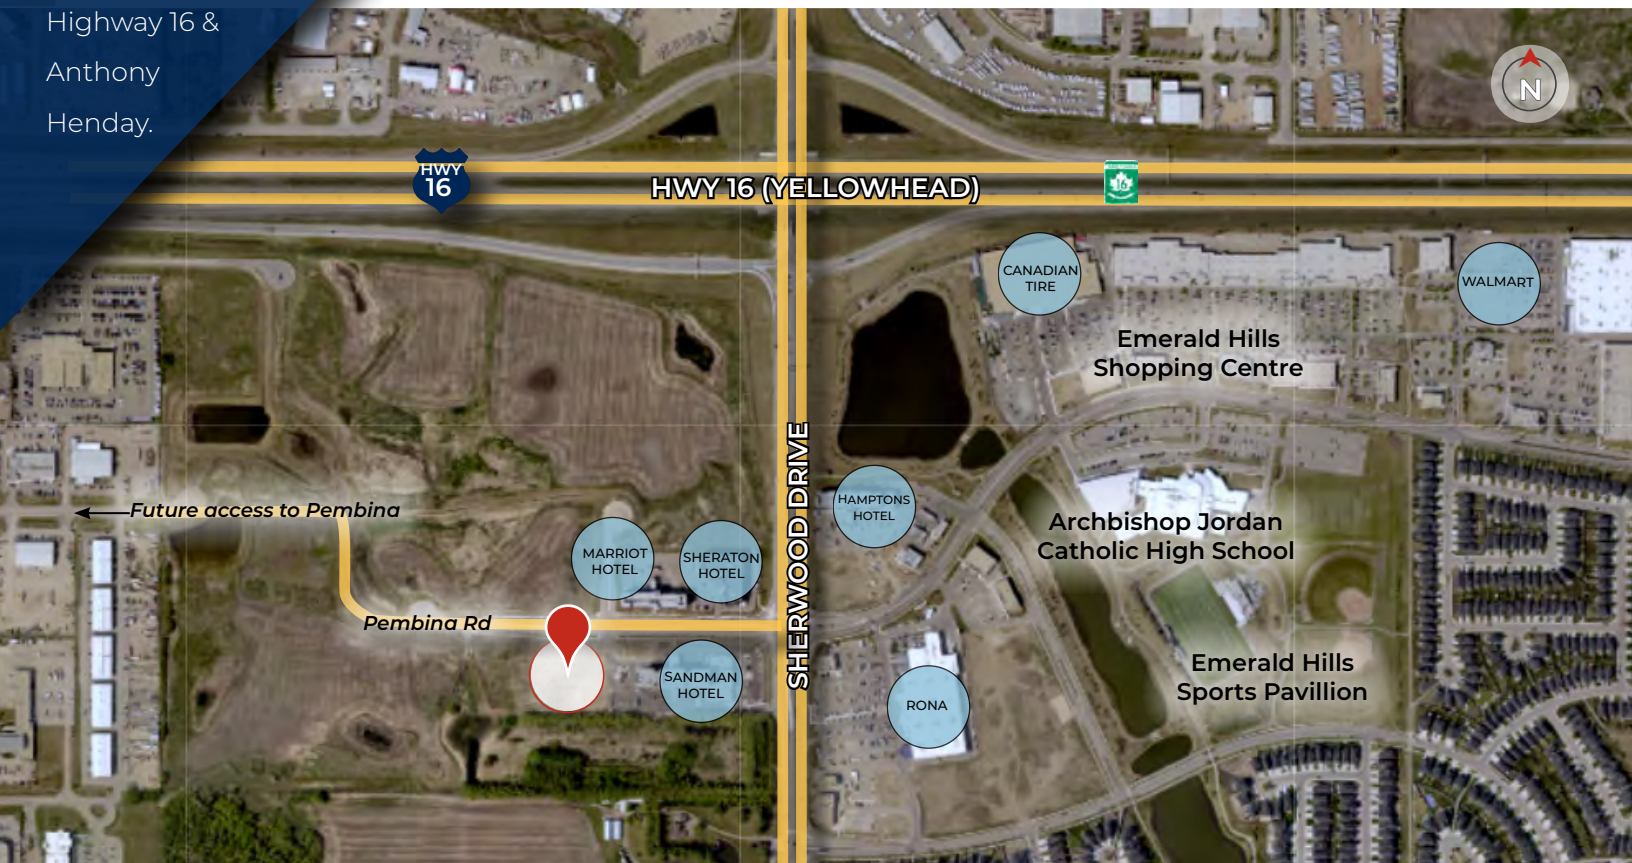 Highway 16 &
Anthony
Henday.
N
HWY
16
HWY 16 (YELLOWHEAD)
16
CANADIAN
TIRE
WALMART
Emerald Hills
Shopping Centre
SHERWOOD DRIVE
HAMPTONS
HOTEL
Future access to Pembina
Archbishop Jordan
Catholic High School
MARRIOT
HOTEL
SHERATON
HOTEL
Pembina Rd
SANDMAN
HOTEL
Emerald Hills
Sports Pavillion
RONA